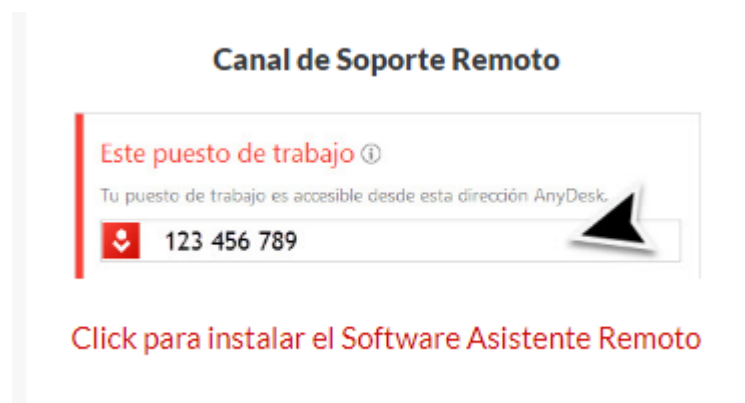 Canal de Soporte Remoto
Este puesto de trabajo
Tu puesto de trabajo es accesible desde esta dirección AnyDesk.
123 456 789
Click para instalar el Software Asistente Remoto